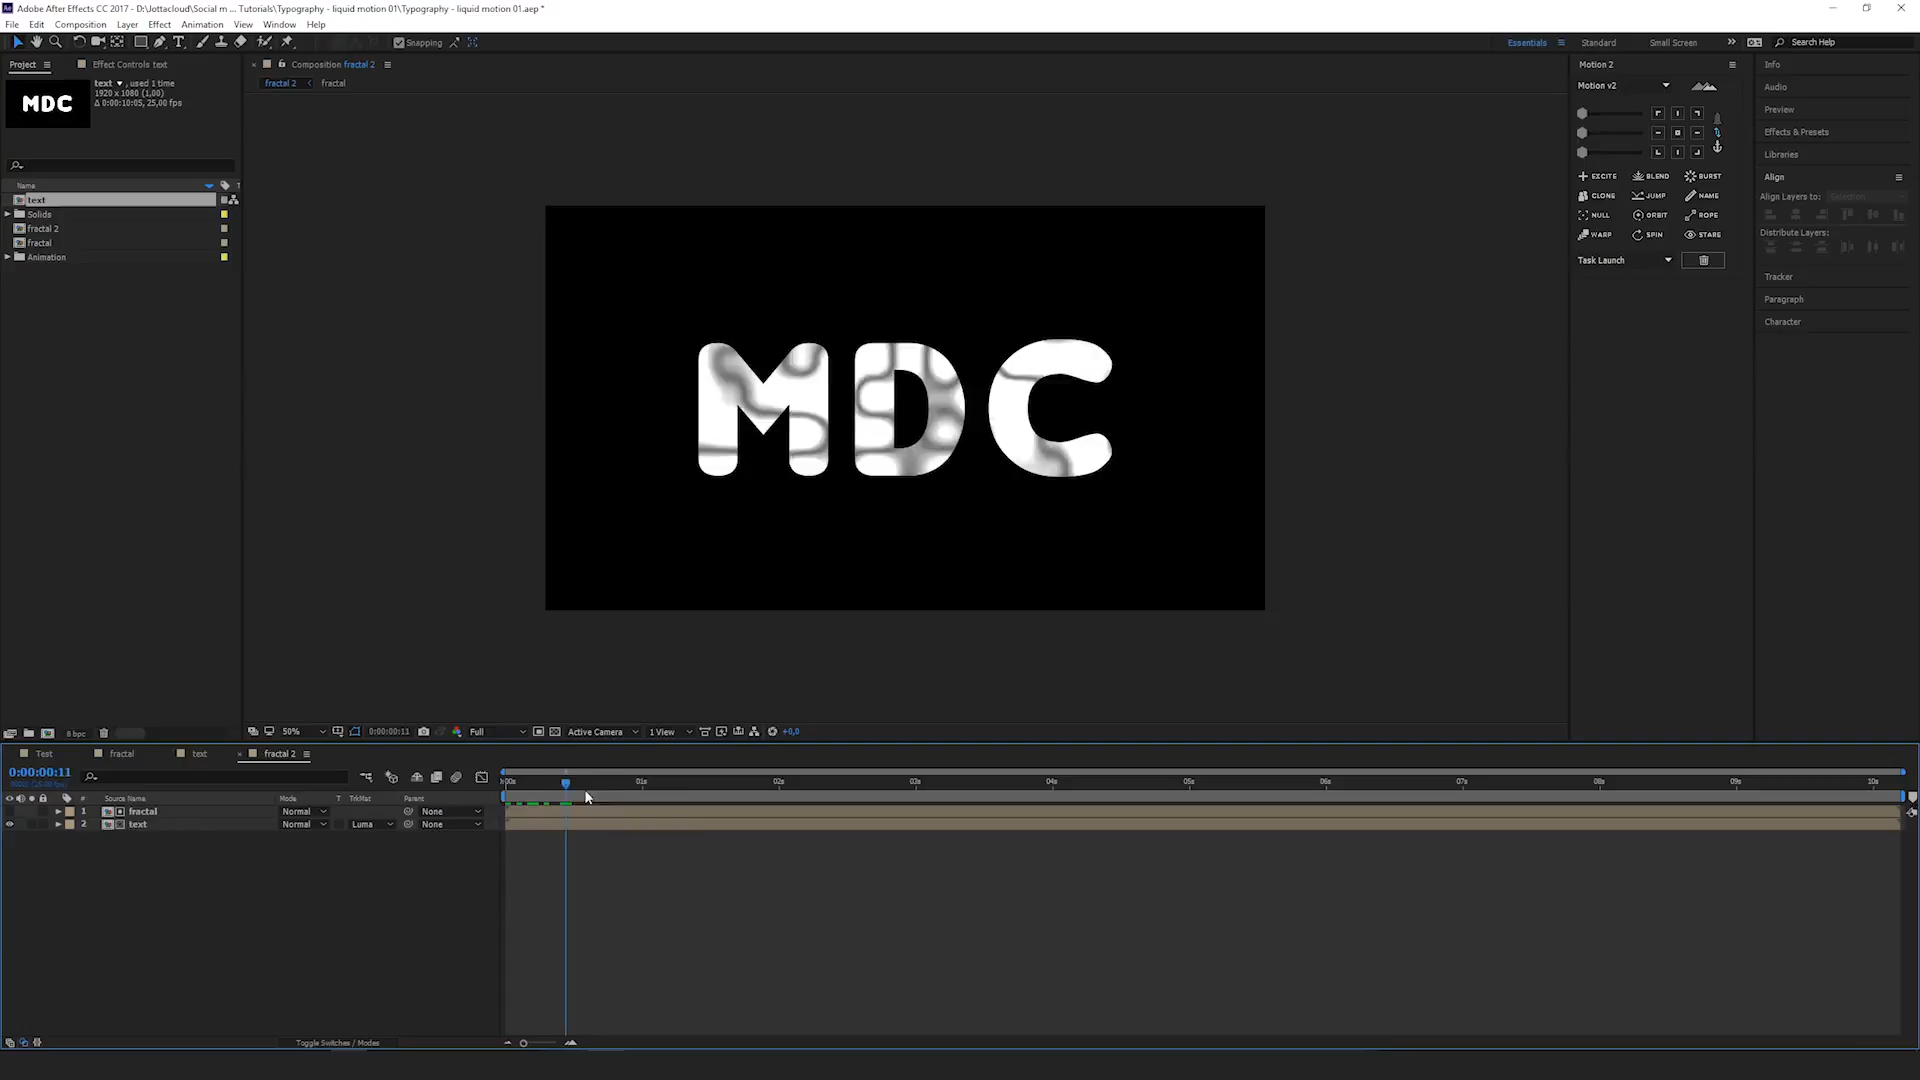 Adobe After Effects CC 2017 - D:\Jottacloud\Social m ... Tutorials\Typography - liquid motion 01\Typography - liquid motion 01.aep *
File Edit Composition Layer Effect Animation View Window Help
Snapping Essentials Standard Small Screen Search Help
Project Effect Controls text Composition fractal 2 Motion 2 Info
text, used 1 time
1920 x 1080 (1,00)
Δ 0:00:10:05, 25,00 fps
MDC
fractal 2 fractal
Motion v2
Audio
Preview
Effects & Presets
Libraries
Align
Align Layers to: Selection
Distribute Layers:
Tracker
Paragraph
Character
EXCITE BLEND BURST
CLONE JUMP NAME
NULL ORBIT ROPE
WARP SPIN STARE
Task Launch
Name T
text
Solids
fractal 2
fractal
Animation
MDC
8 bpc 50% 0:00:00:11 Full Active Camera 1 View +0,0
Test fractal text fractal 2
0:00:00:11
:00s 01s 02s 03s 04s 05s 06s 07s 08s 09s 10s
# Source Name Mode T TrkMat Parent
1 fractal Normal None
2 text Normal Luma None
Toggle Switches / Modes